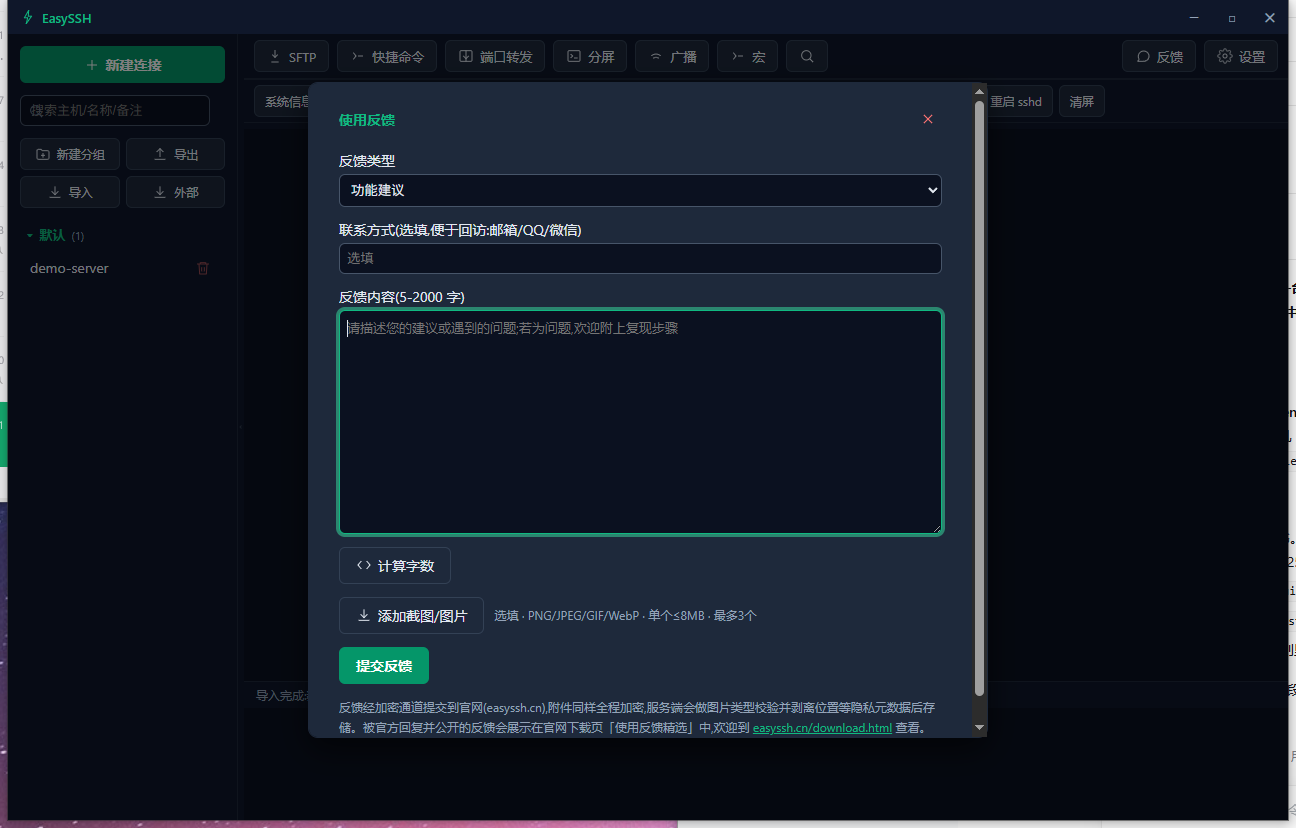 EasySSH
新建连接
搜索主机/名称/备注
新建分组
导出
导入
外部
默认 (1)
demo-server
SFTP
快捷命令
端口转发
分屏
广播
宏
反馈
设置
系统信息
重启 sshd
清屏
使用反馈
反馈类型
功能建议
联系方式(选填,便于回访:邮箱/QQ/微信)
选填
反馈内容(5-2000 字)
请描述您的建议或遇到的问题;若为问题,欢迎附上复现步骤
计算字数
添加截图/图片
选填 · PNG/JPEG/GIF/WebP · 单个≤8MB · 最多3个
提交反馈
反馈经加密通道提交到官网(easyssh.cn),附件同样全程加密,服务端会做图片类型校验并剥离位置等隐私元数据后存
储。被官方回复并公开的反馈会展示在官网下载页「使用反馈精选」中,欢迎到 easyssh.cn/download.html 查看。
导入完成: